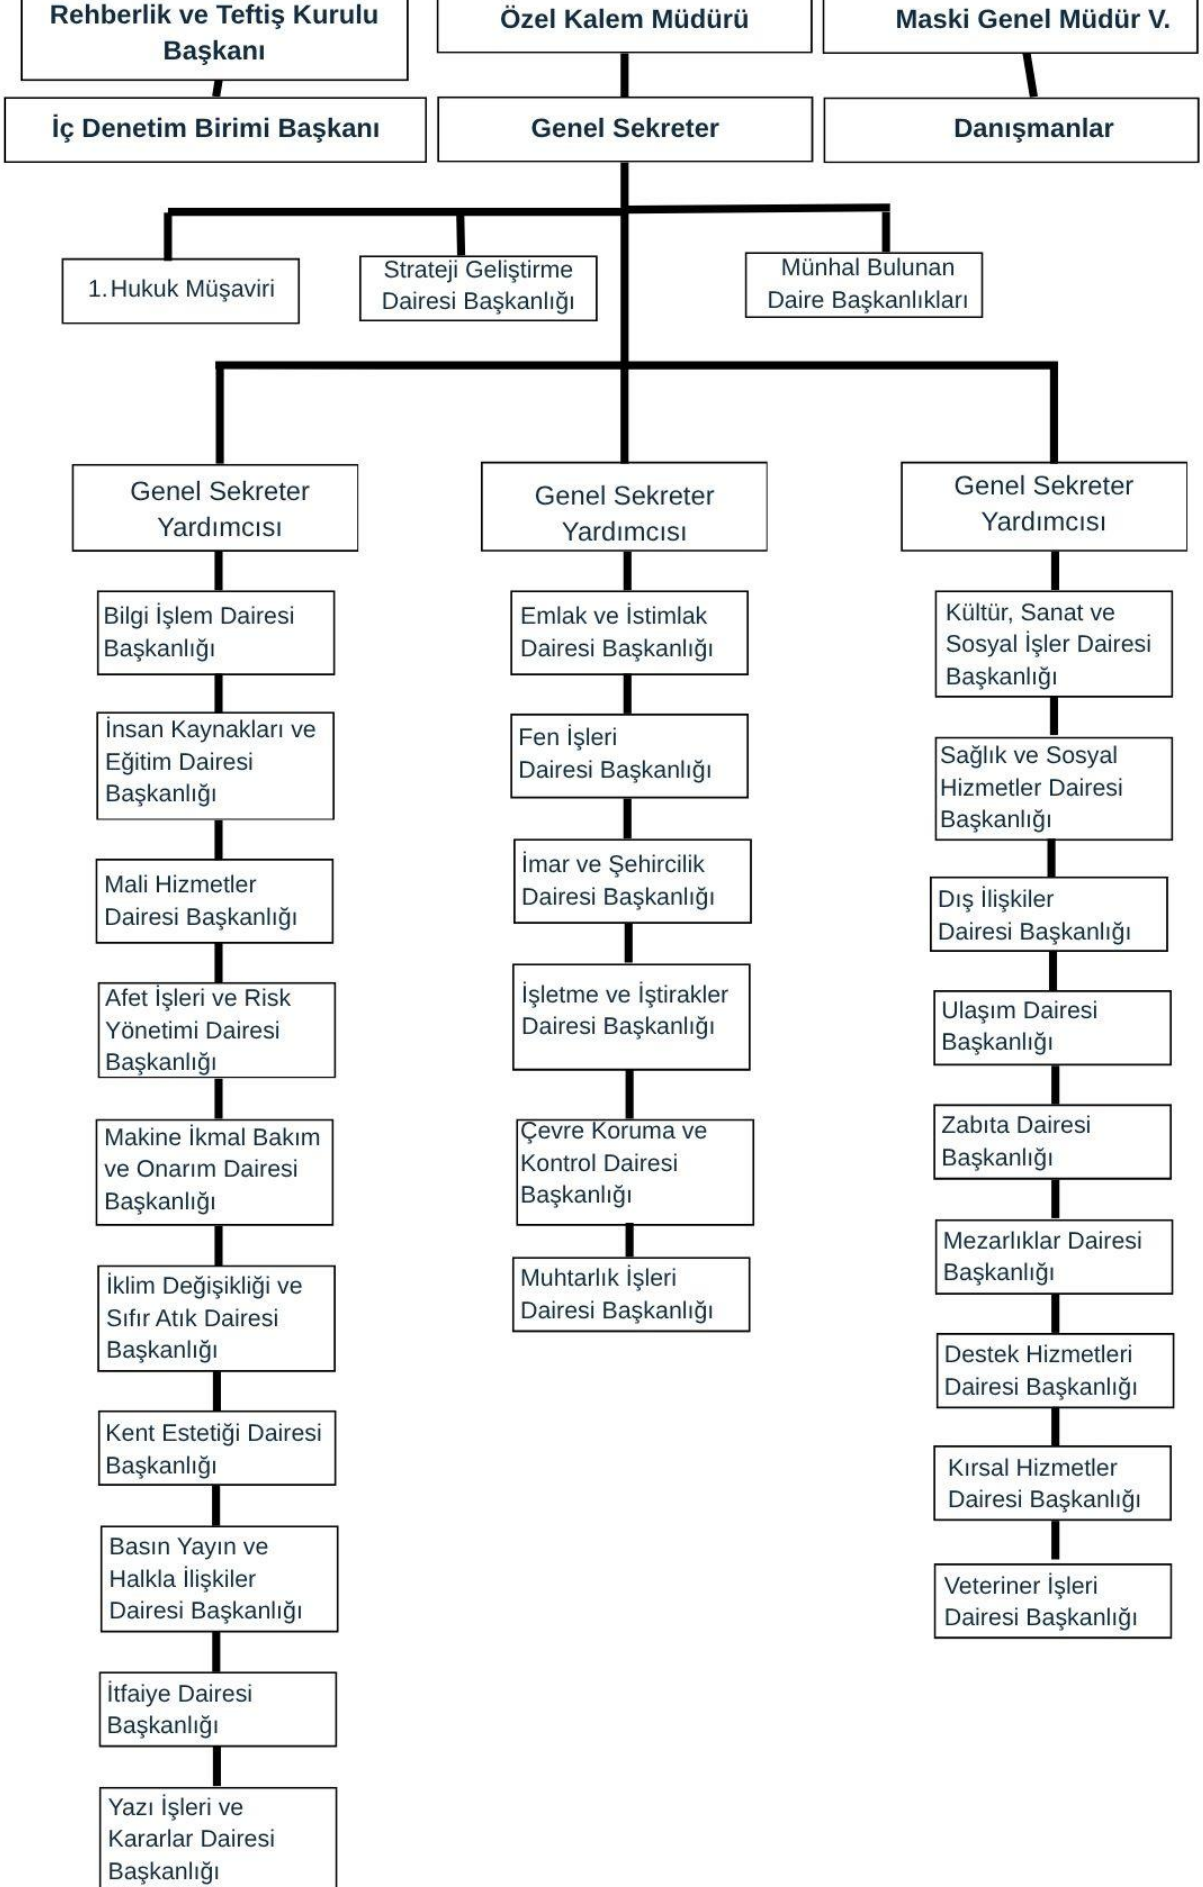 Rehberlik ve Teftiş Kurulu
Başkanı
Özel Kalem Müdürü
Maski Genel Müdür V.
İç Denetim Birimi Başkanı
Genel Sekreter
Danışmanlar
1.Hukuk Müşaviri
Strateji Geliştirme
Dairesi Başkanlığı
Münhal Bulunan
Daire Başkanlıkları
Genel Sekreter
Yardımcısı
Bilgi İşlem Dairesi
Başkanlığı
İnsan Kaynakları ve
Eğitim Dairesi
Başkanlığı
Mali Hizmetler
Dairesi Başkanlığı
Afet İşleri ve Risk
Yönetimi Dairesi
Başkanlığı
Makine İkmal Bakım
ve Onarım Dairesi
Başkanlığı
İklim Değişikliği ve
Sıfır Atık Dairesi
Başkanlığı
Kent Estetiği Dairesi
Başkanlığı
Basın Yayın ve
Halkla İlişkiler
Dairesi Başkanlığı
İtfaiye Dairesi
Başkanlığı
Yazı İşleri ve
Kararlar Dairesi
Başkanlığı
Genel Sekreter
Yardımcısı
Emlak ve İstimlak
Dairesi Başkanlığı
Fen İşleri
Dairesi Başkanlığı
İmar ve Şehircilik
Dairesi Başkanlığı
İşletme ve İştirakler
Dairesi Başkanlığı
Çevre Koruma ve
Kontrol Dairesi
Başkanlığı
Muhtarlık İşleri
Dairesi Başkanlığı
Genel Sekreter
Yardımcısı
Kültür, Sanat ve
Sosyal İşler Dairesi
Başkanlığı
Sağlık ve Sosyal
Hizmetler Dairesi
Başkanlığı
Dış İlişkiler
Dairesi Başkanlığı
Ulaşım Dairesi
Başkanlığı
Zabıta Dairesi
Başkanlığı
Mezarlıklar Dairesi
Başkanlığı
Destek Hizmetleri
Dairesi Başkanlığı
Kırsal Hizmetler
Dairesi Başkanlığı
Veteriner İşleri
Dairesi Başkanlığı